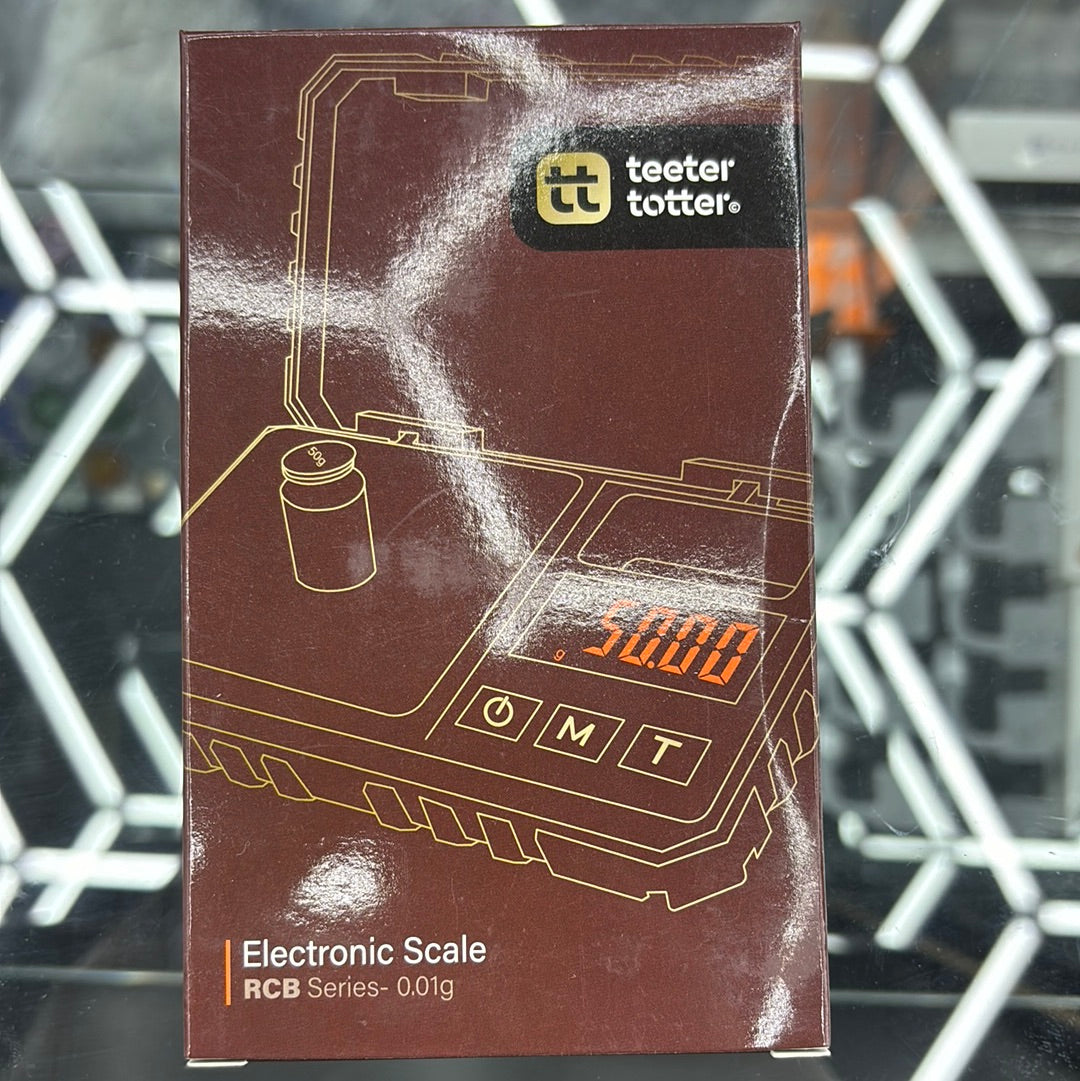 tt
teeter
totter©
50g
50.00
g
M
T
Electronic Scale
RCB Series- 0.01g